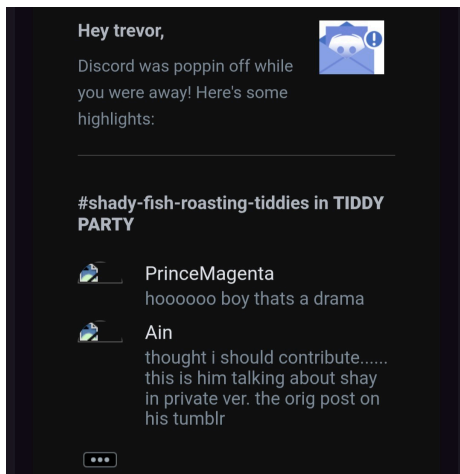 Hey trevor,
Discord was poppin off while
you were away! Here's some
highlights:
#shady-fish-roasting-tiddies in TIDDY
PARTY
PrinceMagenta
hoooooo boy thats a drama
Ain
thought i should contribute......
this is him talking about shay
in private ver. the orig post on
his tumblr